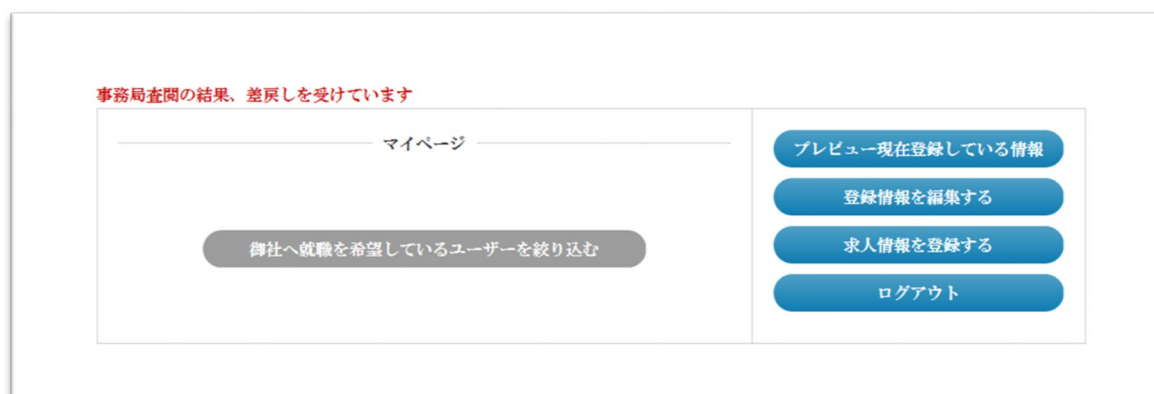 事務局査閲の結果、差戻しを受けています
マイページ
御社へ就職を希望しているユーザーを絞り込む
プレビュー現在登録している情報
登録情報を編集する
求人情報を登録する
ログアウト